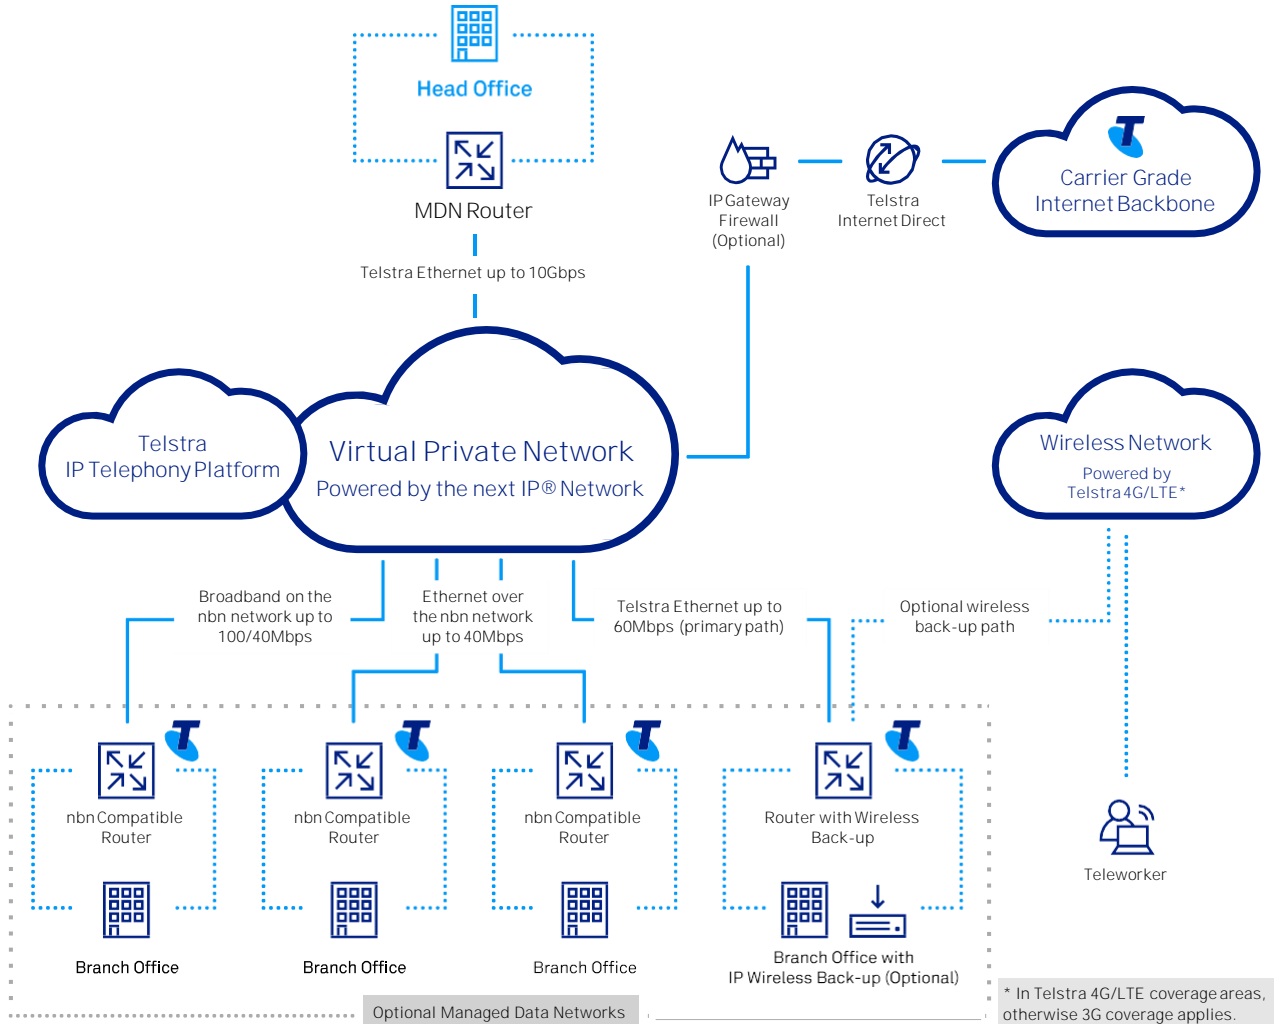 Head Office
MDN Router
Telstra Ethernet up to 10Gbps
IP Gateway
Firewall
(Optional)
Telstra
Internet Direct
Carrier Grade
Internet Backbone
Telstra
IP Telephony Platform
Virtual Private Network
Powered by the next IP® Network
Wireless Network
Powered by
Telstra 4G/LTE*
Broadband on the
nbn network up to
100/40Mbps
Ethernet over
the nbn network
up to 40Mbps
Telstra Ethernet up to
60Mbps (primary path)
Optional wireless
back-up path
nbn Compatible
Router
nbn Compatible
Router
nbn Compatible
Router
Router with Wireless
Back-up
Teleworker
Branch Office
Branch Office
Branch Office
Branch Office with
IP Wireless Back-up (Optional)
Optional Managed Data Networks
* In Telstra 4G/LTE coverage areas,
otherwise 3G coverage applies.